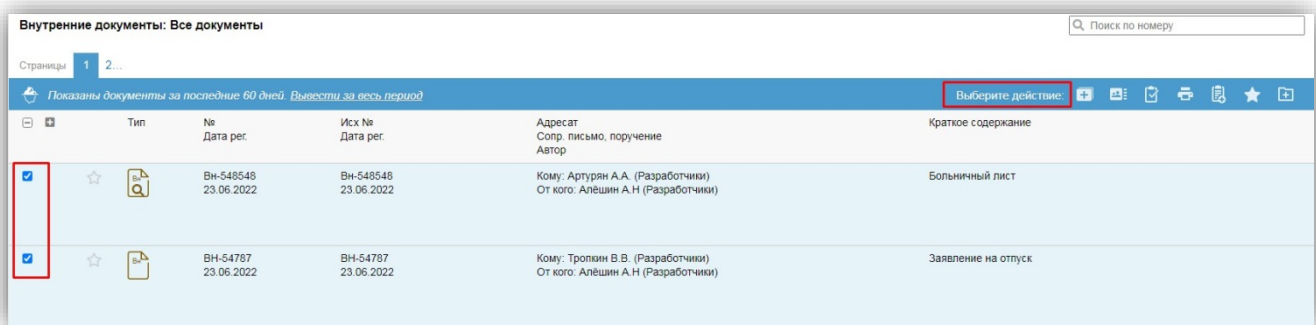 Внутренние документы: Все документы
Поиск по номеру
Страницы 1 2...
Показаны документы за последние 60 дней. Вывести за весь период
Выберите действие:
Тип
№
Дата рег.
Исх №
Дата рег.
Адресат
Сопр. письмо, поручение
Автор
Краткое содержание
Вн
Вн-548548
23.06.2022
Вн-548548
23.06.2022
Кому: Артурян А.А. (Разработчики)
От кого: Алёшин А.Н (Разработчики)
Больничный лист
Вн
ВН-54787
23.06.2022
ВН-54787
23.06.2022
Кому: Тропкин В.В. (Разработчики)
От кого: Алёшин А.Н (Разработчики)
Заявление на отпуск